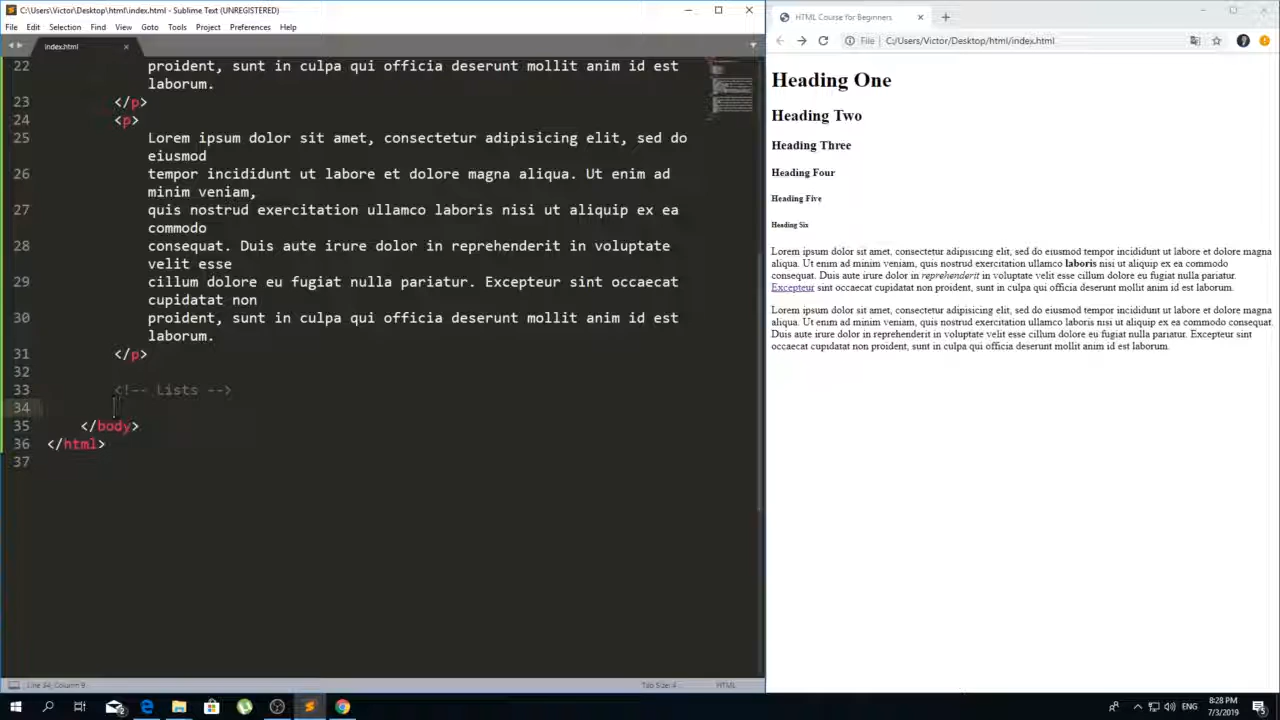 C:\Users\Victor\Desktop\html\index.html - Sublime Text (UNREGISTERED)
File Edit Selection Find View Goto Tools Project Preferences Help
index.html
22 proident, sunt in culpa qui officia deserunt mollit anim id est
laborum.
23 </p>
24 <p>
25 Lorem ipsum dolor sit amet, consectetur adipisicing elit, sed do
eiusmod
26 tempor incididunt ut labore et dolore magna aliqua. Ut enim ad
minim veniam,
27 quis nostrud exercitation ullamco laboris nisi ut aliquip ex ea
commodo
28 consequat. Duis aute irure dolor in reprehenderit in voluptate
velit esse
29 cillum dolore eu fugiat nulla pariatur. Excepteur sint occaecat
cupidatat non
30 proident, sunt in culpa qui officia deserunt mollit anim id est
laborum.
31 </p>
32
33 <!-- Lists -->
34
35 </body>
36 </html>
37
Line 34, Column 9
Tab Size: 4
HTML
HTML Course for Beginners
File C:/Users/Victor/Desktop/html/index.html
Heading One
Heading Two
Heading Three
Heading Four
Heading Five
Heading Six
Lorem ipsum dolor sit amet, consectetur adipisicing elit, sed do eiusmod tempor incididunt ut labore et dolore magna
aliqua. Ut enim ad minim veniam, quis nostrud exercitation ullamco laboris nisi ut aliquip ex ea commodo
consequat. Duis aute irure dolor in reprehenderit in voluptate velit esse cillum dolore eu fugiat nulla pariatur.
Excepteur sint occaecat cupidatat non proident, sunt in culpa qui officia deserunt mollit anim id est laborum.
Lorem ipsum dolor sit amet, consectetur adipisicing elit, sed do eiusmod tempor incididunt ut labore et dolore magna
aliqua. Ut enim ad minim veniam, quis nostrud exercitation ullamco laboris nisi ut aliquip ex ea commodo consequat.
Duis aute irure dolor in reprehenderit in voluptate velit esse cillum dolore eu fugiat nulla pariatur. Excepteur sint
occaecat cupidatat non proident, sunt in culpa qui officia deserunt mollit anim id est laborum.
ENG
8:28 PM
7/3/2019